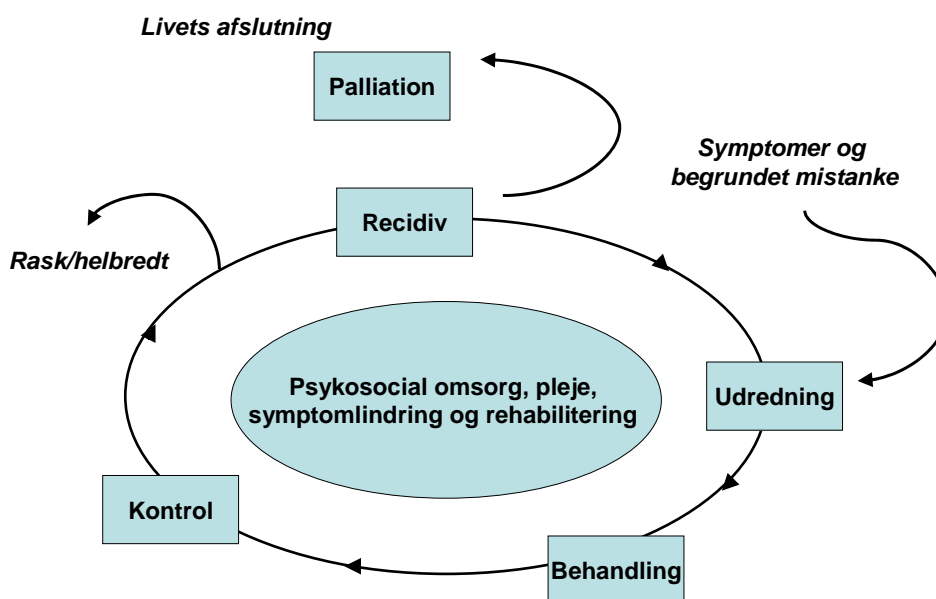 Livets afslutning
Palliation
Symptomer og
begrundet mistanke
Recidiv
Rask/helbredt
Psykosocial omsorg, pleje,
symptomlindring og rehabilitering
Udredning
Kontrol
Behandling